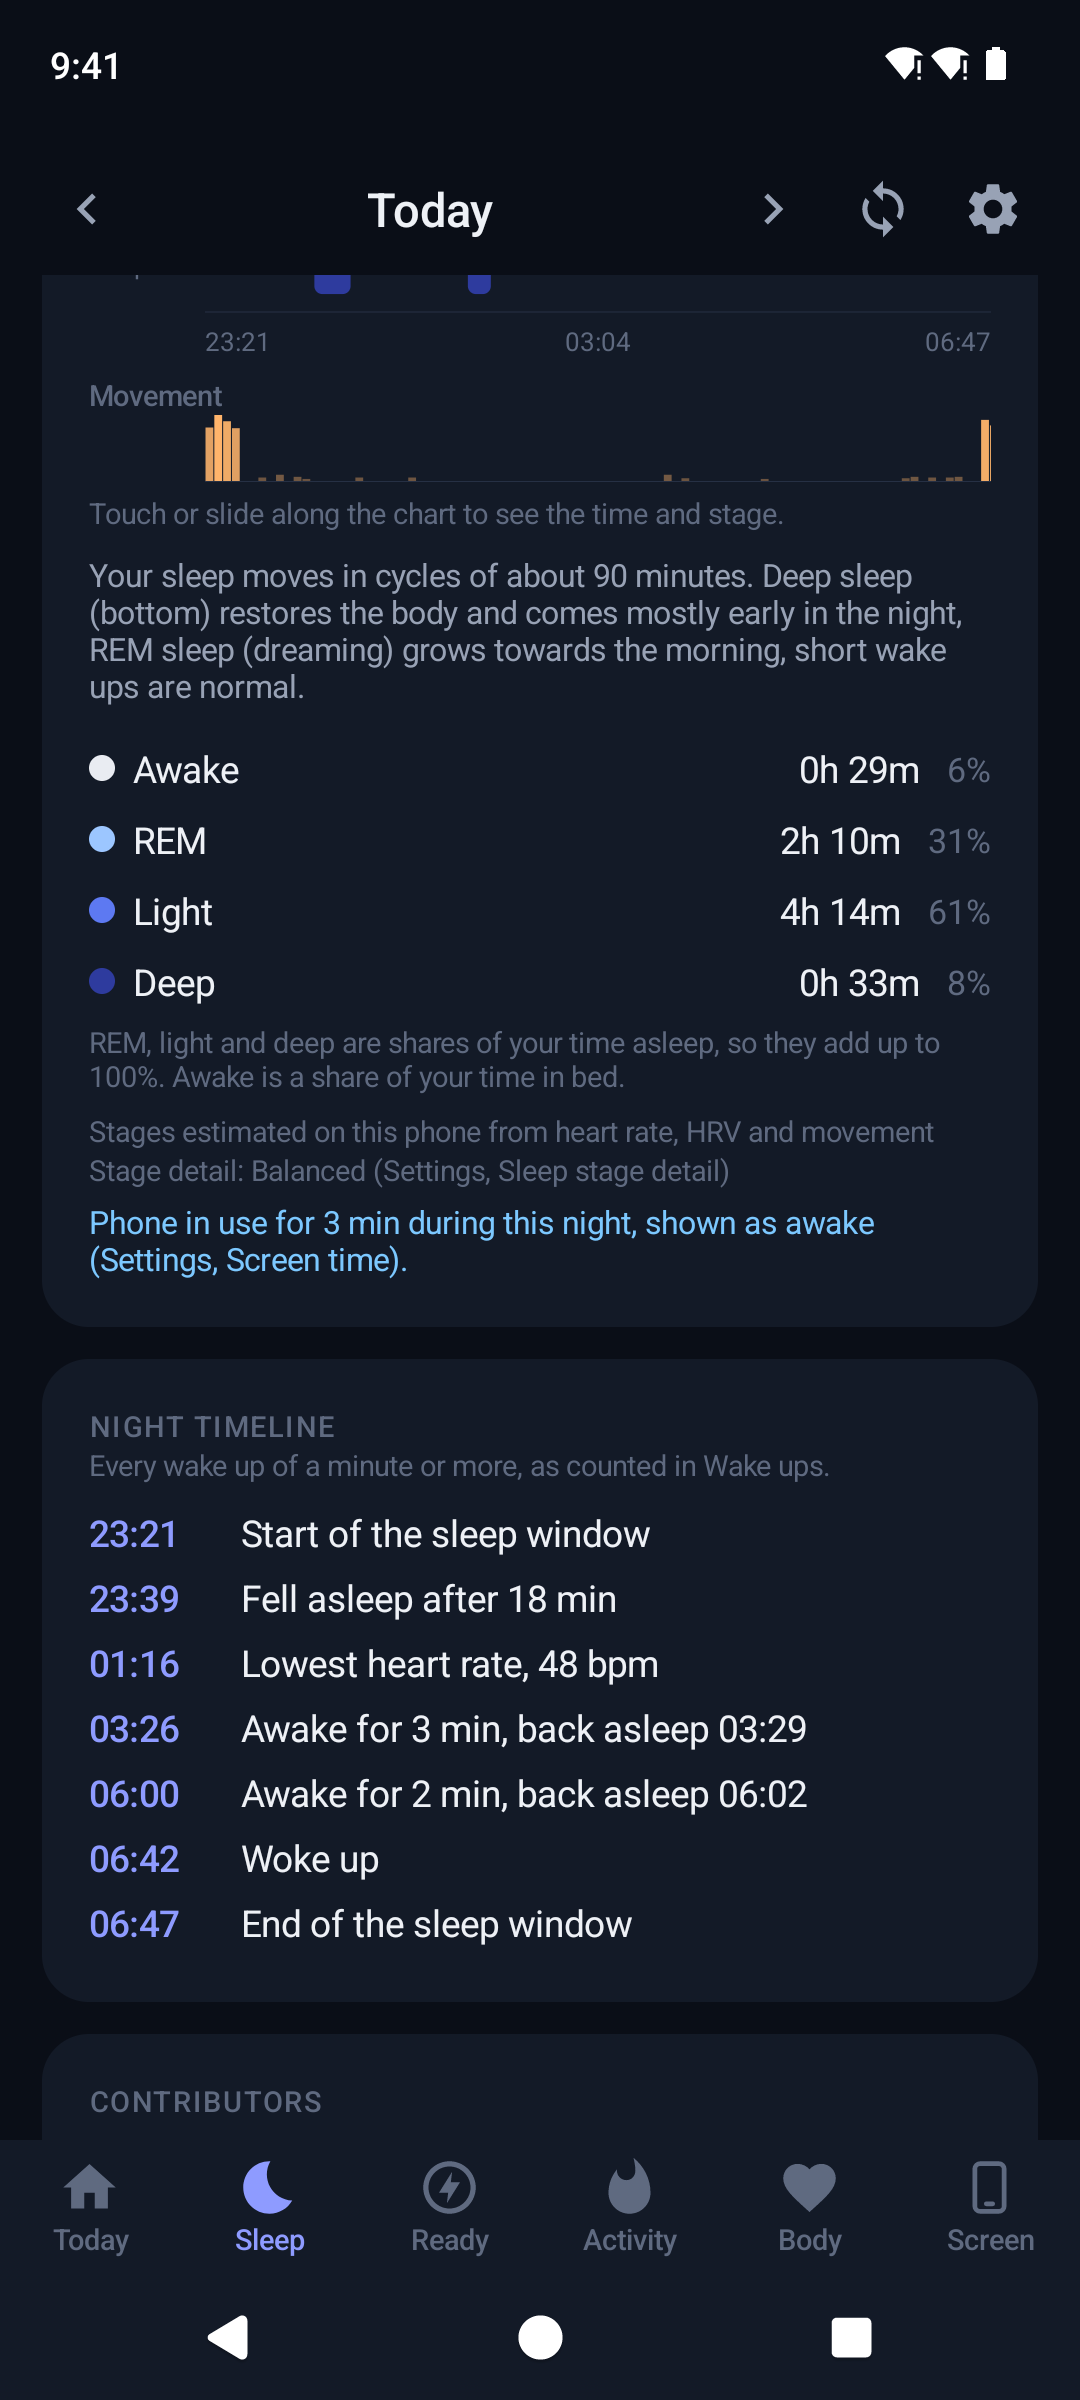 9:41
Today
23:21 03:04 06:47
Movement
Touch or slide along the chart to see the time and stage.
Your sleep moves in cycles of about 90 minutes. Deep sleep
(bottom) restores the body and comes mostly early in the night,
REM sleep (dreaming) grows towards the morning, short wake
ups are normal.
Awake 0h 29m 6%
REM 2h 10m 31%
Light 4h 14m 61%
Deep 0h 33m 8%
REM, light and deep are shares of your time asleep, so they add up to
100%. Awake is a share of your time in bed.
Stages estimated on this phone from heart rate, HRV and movement
Stage detail: Balanced (Settings, Sleep stage detail)
Phone in use for 3 min during this night, shown as awake
(Settings, Screen time).
NIGHT TIMELINE
Every wake up of a minute or more, as counted in Wake ups.
23:21 Start of the sleep window
23:39 Fell asleep after 18 min
01:16 Lowest heart rate, 48 bpm
03:26 Awake for 3 min, back asleep 03:29
06:00 Awake for 2 min, back asleep 06:02
06:42 Woke up
06:47 End of the sleep window
CONTRIBUTORS
Today Sleep Ready Activity Body Screen